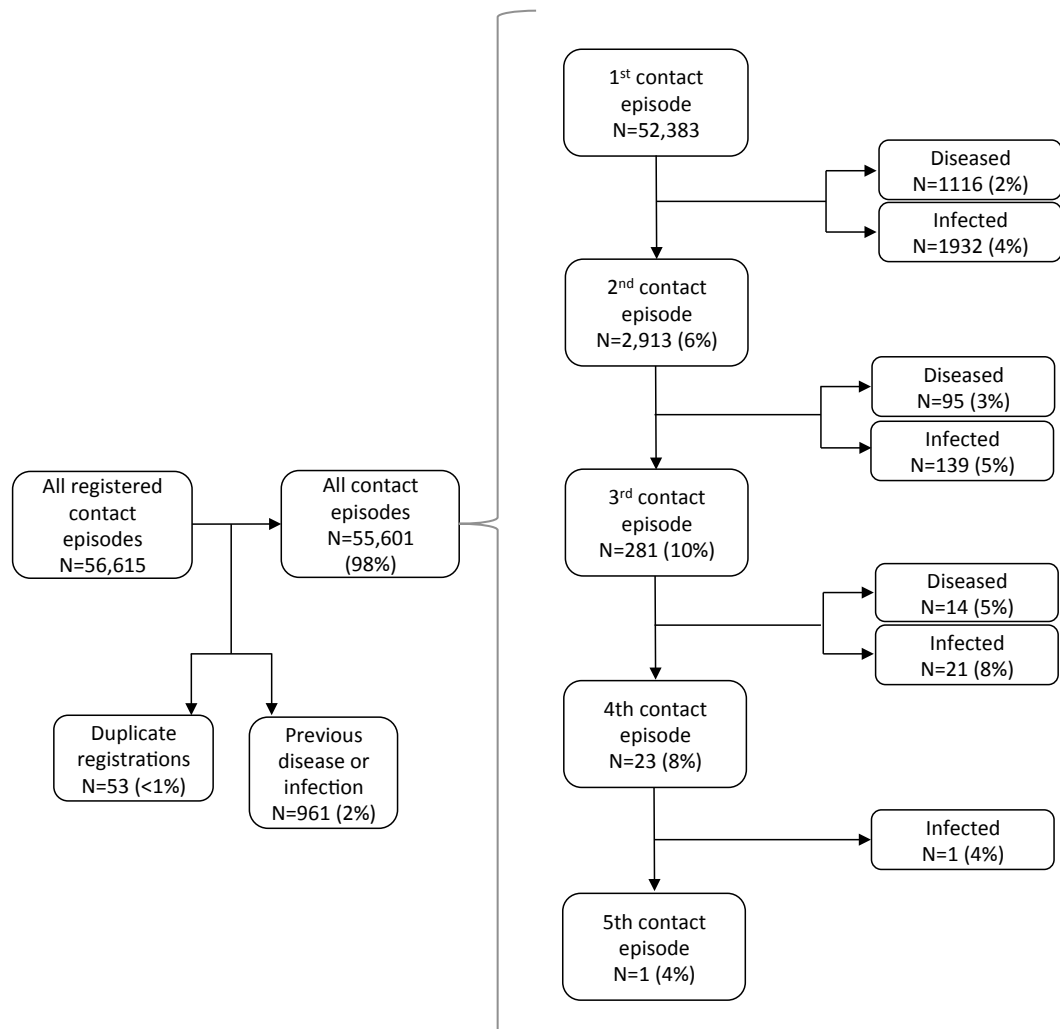 All registered
contact
episodes
N=56,615
All contact
episodes
N=55,601
(98%)
Duplicate
registrations
N=53 (<1%)
Previous
disease or
infection
N=961 (2%)
1st contact
episode
N=52,383
Diseased
N=1116 (2%)
Infected
N=1932 (4%)
2nd contact
episode
N=2,913 (6%)
Diseased
N=95 (3%)
Infected
N=139 (5%)
3rd contact
episode
N=281 (10%)
Diseased
N=14 (5%)
Infected
N=21 (8%)
4th contact
episode
N=23 (8%)
Infected
N=1 (4%)
5th contact
episode
N=1 (4%)